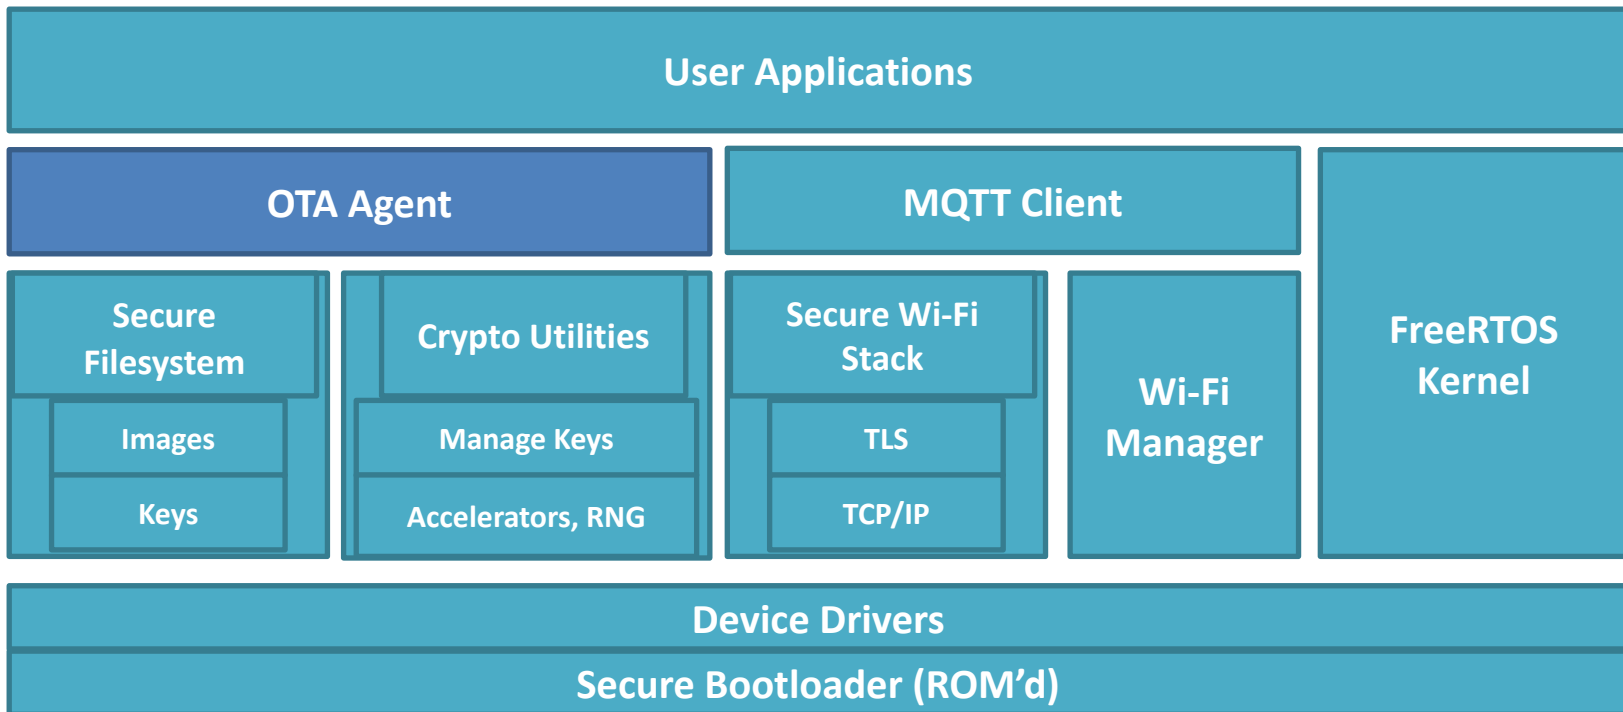 User Applications
OTA Agent
MQTT Client
FreeRTOS
Kernel
Secure
Filesystem
Images
Keys
Crypto Utilities
Manage Keys
Accelerators, RNG
Secure Wi-Fi
Stack
TLS
TCP/IP
Wi-Fi
Manager
Device Drivers
Secure Bootloader (ROM’d)